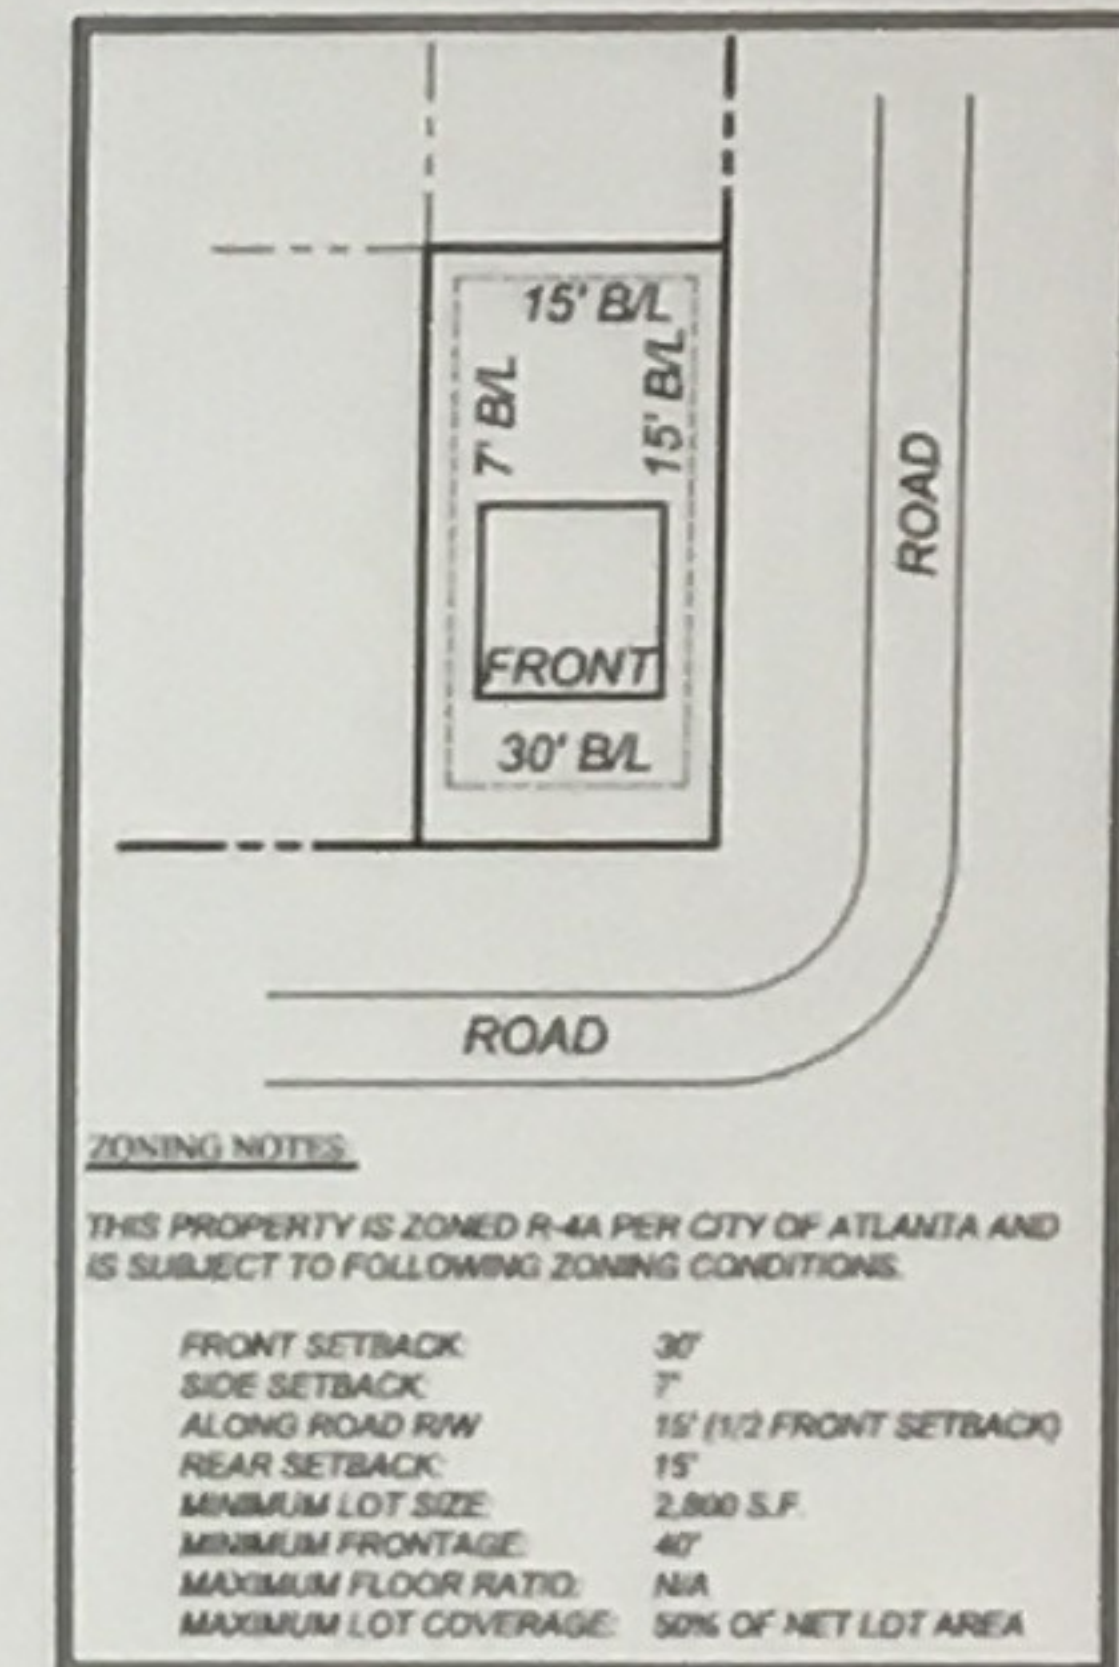 15' B/L
7' B/L
15' B/L
ROAD
FRONT
30' B/L
ROAD
ZONING NOTES:
THIS PROPERTY IS ZONED R-4A PER CITY OF ATLANTA AND
IS SUBJECT TO FOLLOWING ZONING CONDITIONS.
FRONT SETBACK: 30'
SIDE SETBACK: 7'
ALONG ROAD R/W 15' (1/2 FRONT SETBACK)
REAR SETBACK: 15'
MINIMUM LOT SIZE: 2,800 S.F.
MINIMUM FRONTAGE: 40'
MAXIMUM FLOOR RATIO: N/A
MAXIMUM LOT COVERAGE: 50% OF NET LOT AREA